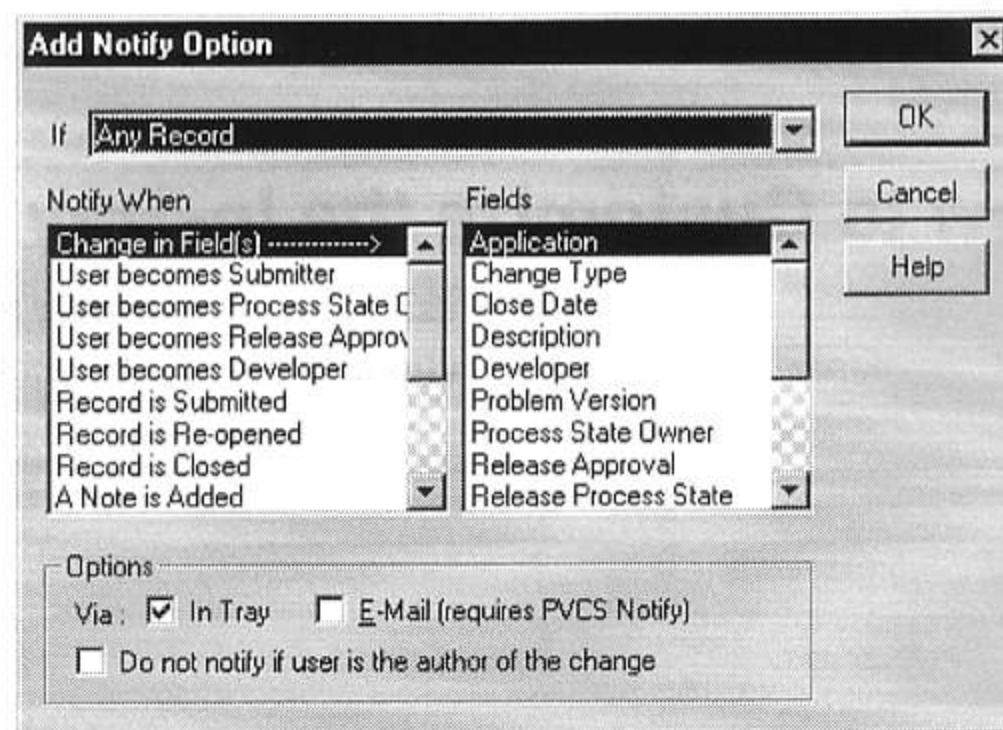 Add Notify Option
If Any Record
OK
Cancel
Help
Notify When
Change in Field(s) ------------->
User becomes Submitter
User becomes Process State
User becomes Release
User becomes Developer
Record is Submitted
Record is Re-opened
Record is Closed
A Note is Added
Fields
Application
Change Type
Close Date
Description
Developer
Problem Version
Process State Owner
Release Approval
Release Process State
Options
Via : In Tray E-Mail (requires PVCS Notify)
Do not notify if user is the author of the change